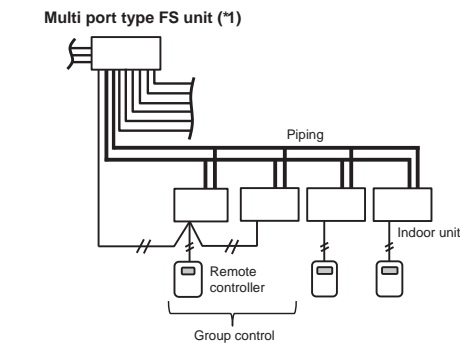 Multi port type FS unit (*1)
Piping
Indoor unit
Remote
controller
Group control